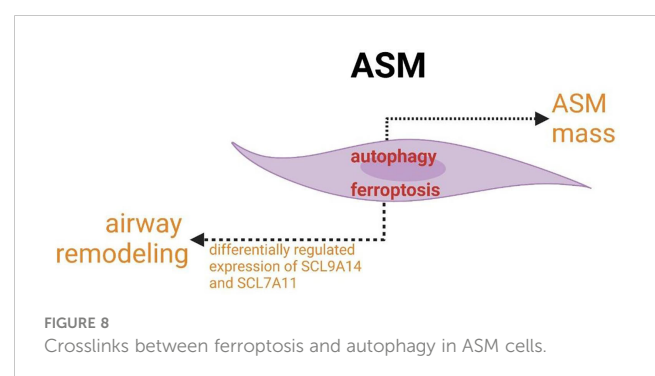 ASM
ASM
mass
autophagy
ferroptosis
airway
remodeling
differentially regulated
expression of SCL9A14
and SCL7A11
FIGURE 8
Crosslinks between ferroptosis and autophagy in ASM cells.